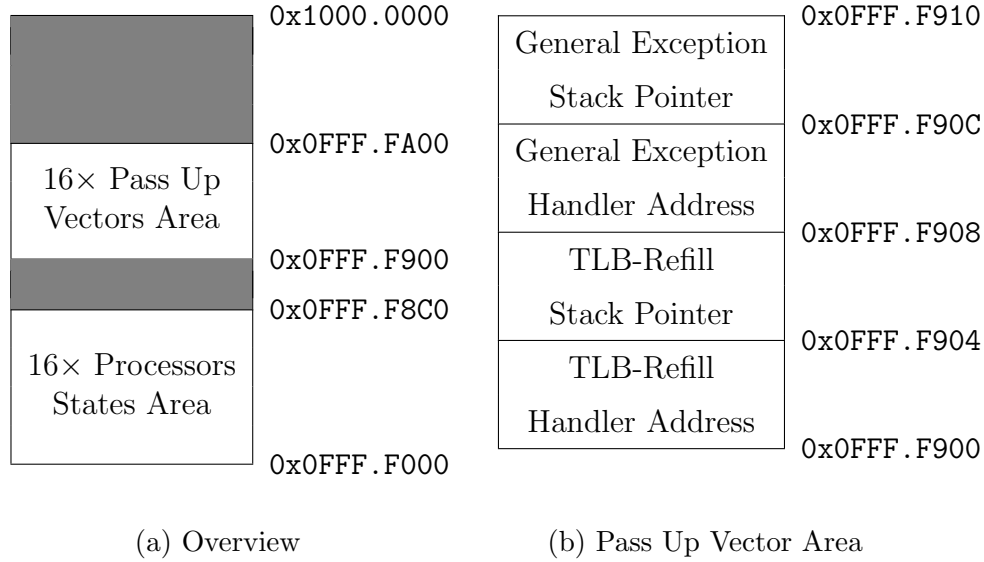 0x1000.0000
0x0FFF.FA00
16× Pass Up
Vectors Area
0x0FFF.F900
0x0FFF.F8C0
16× Processors
States Area
0x0FFF.F000
(a) Overview
0x0FFF.F910
General Exception
Stack Pointer
0x0FFF.F90C
General Exception
Handler Address
0x0FFF.F908
TLB-Refill
Stack Pointer
0x0FFF.F904
TLB-Refill
Handler Address
0x0FFF.F900
(b) Pass Up Vector Area